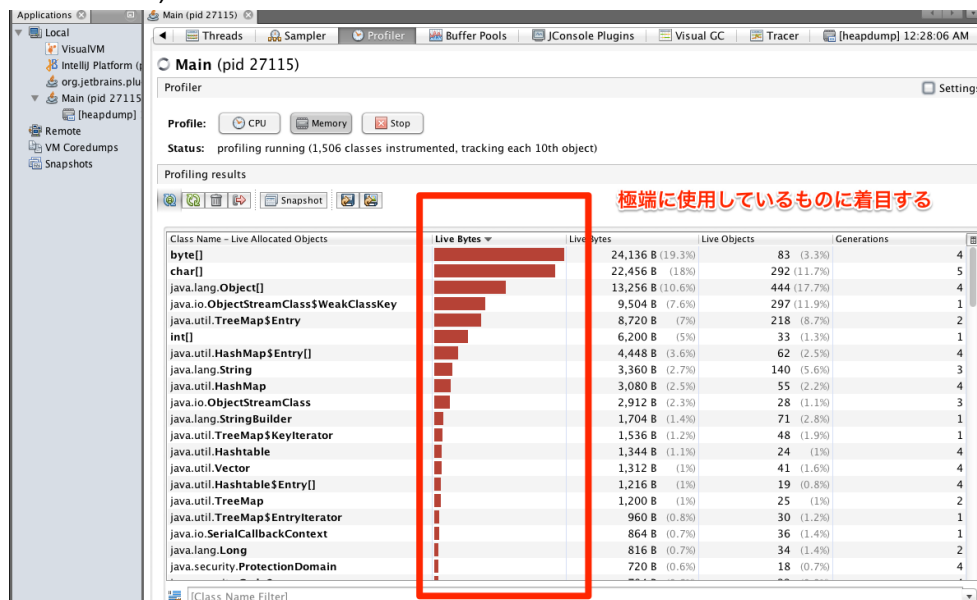 Applications
Main (pid 27115)
Local
VisualVM
IntelliJ Platform (p
org.jetbrains.plu
Main (pid 27115
[heapdump]
Remote
VM Coredumps
Snapshots
Threads Sampler Profiler Buffer Pools JConsole Plugins Visual GC Tracer [heapdump] 12:28:06 AM
Main (pid 27115)
Profiler Settings
Profile: CPU Memory Stop
Status: profiling running (1,506 classes instrumented, tracking each 10th object)
Profiling results
Snapshot
極端に使用しているものに着目する
Class Name – Live Allocated Objects Live Bytes Live Bytes Live Objects Generations
byte[] 24,136 B (19.3%) 83 (3.3%) 4
char[] 22,456 B (18%) 292 (11.7%) 5
java.lang.Object[] 13,256 B (10.6%) 444 (17.7%) 4
java.io.ObjectStreamClass$WeakClassKey 9,504 B (7.6%) 297 (11.9%) 1
java.util.TreeMap$Entry 8,720 B (7%) 218 (8.7%) 2
int[] 6,200 B (5%) 33 (1.3%) 1
java.util.HashMap$Entry[] 4,448 B (3.6%) 62 (2.5%) 4
java.lang.String 3,360 B (2.7%) 140 (5.6%) 3
java.util.HashMap 3,080 B (2.5%) 55 (2.2%) 4
java.io.ObjectStreamClass 2,912 B (2.3%) 28 (1.1%) 3
java.lang.StringBuilder 1,704 B (1.4%) 71 (2.8%) 1
java.util.TreeMap$KeyIterator 1,536 B (1.2%) 48 (1.9%) 1
java.util.Hashtable 1,344 B (1.1%) 24 (1%) 4
java.util.Vector 1,312 B (1%) 41 (1.6%) 4
java.util.Hashtable$Entry[] 1,216 B (1%) 19 (0.8%) 4
java.util.TreeMap 1,200 B (1%) 25 (1%) 2
java.util.TreeMap$EntryIterator 960 B (0.8%) 30 (1.2%) 1
java.io.SerialCallbackContext 864 B (0.7%) 36 (1.4%) 1
java.lang.Long 816 B (0.7%) 34 (1.4%) 2
java.security.ProtectionDomain 720 B (0.6%) 18 (0.7%) 4
[Class Name Filter]